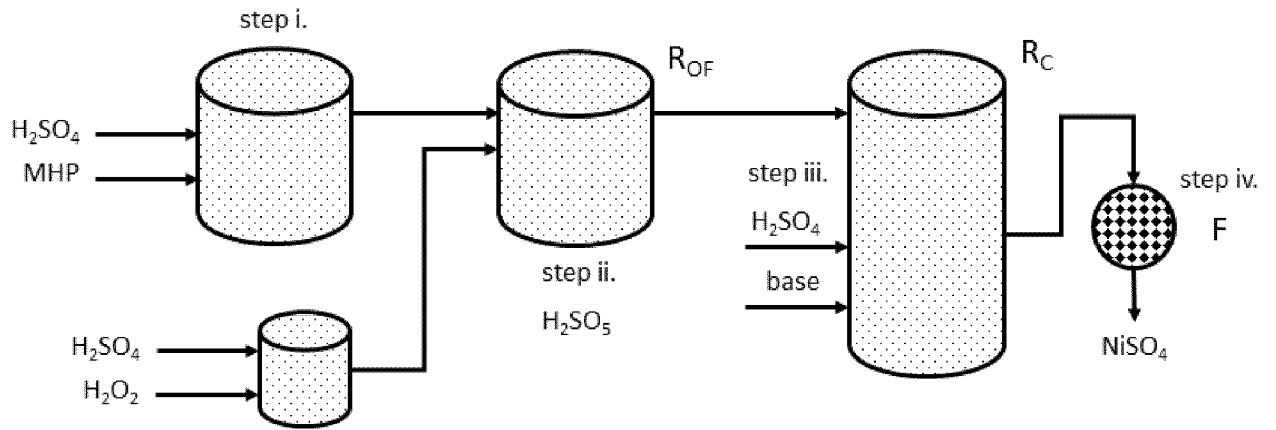 step i.
H₂SO₄
MHP
R_OF
step ii.
H₂SO₅
H₂SO₄
H₂O₂
R_C
step iii.
H₂SO₄
base
step iv.
F
NiSO₄